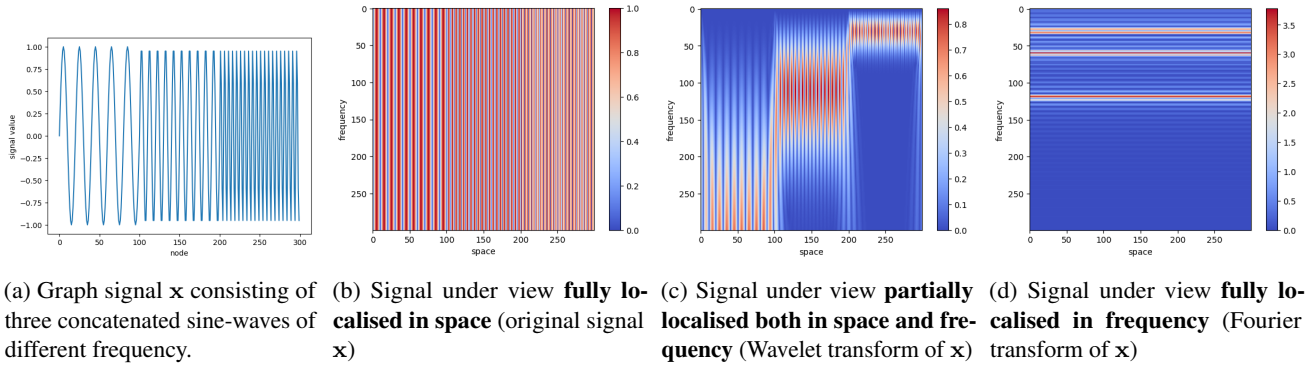 1.00
0.75
0.50
0.25
0.00
−0.25
−0.50
−0.75
−1.00
signal value
0 50 100 150 200 250 300
node
0
50
100
150
200
250
frequency
0 50 100 150 200 250
space
1.0
0.8
0.6
0.4
0.2
0.0
0
50
100
150
200
250
frequency
0 50 100 150 200 250
space
0.8
0.7
0.6
0.5
0.4
0.3
0.2
0.1
0.0
0
50
100
150
200
250
frequency
0 50 100 150 200 250
space
3.5
3.0
2.5
2.0
1.5
1.0
0.5
0.0
(a) Graph signal x consisting of
three concatenated sine-waves of
different frequency.
(b) Signal under view fully lo-
calised in space (original signal
x)
(c) Signal under view partially
localised both in space and fre-
quency (Wavelet transform of x)
(d) Signal under view fully lo-
calised in frequency (Fourier
transform of x)